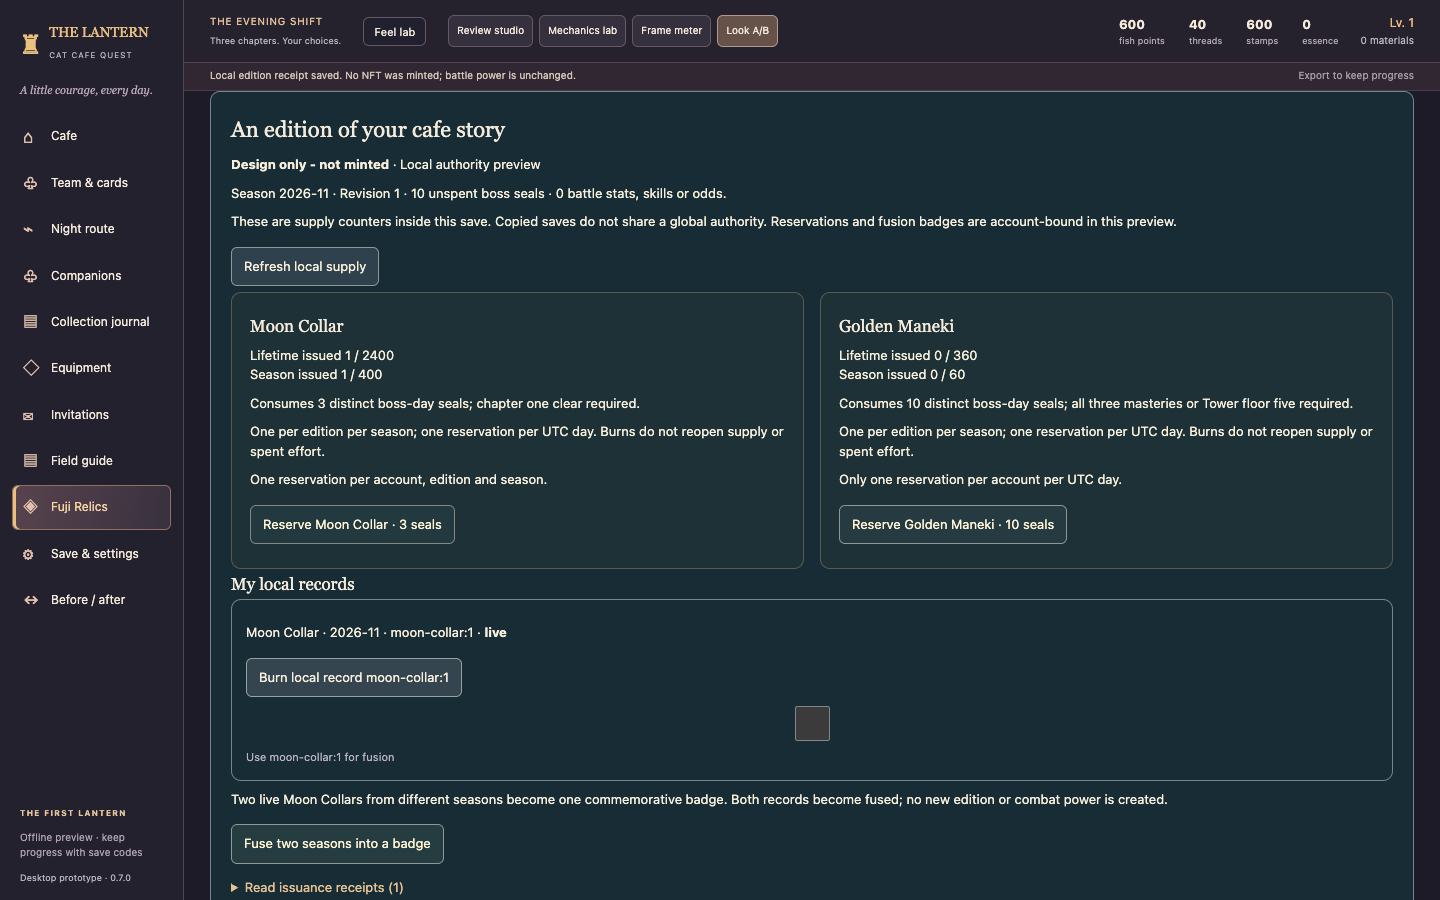 THE LANTERN
CAT CAFE QUEST
A little courage, every day.
Cafe
Team & cards
Night route
Companions
Collection journal
Equipment
Invitations
Field guide
Fuji Relics
Save & settings
Before / after
THE FIRST LANTERN
Offline preview · keep
progress with save codes
Desktop prototype · 0.7.0
THE EVENING SHIFT
Three chapters. Your choices.
Feel lab
Review studio
Mechanics lab
Frame meter
Look A/B
600
fish points
40
threads
600
stamps
0
essence
Lv. 1
0 materials
Local edition receipt saved. No NFT was minted; battle power is unchanged.
Export to keep progress
An edition of your cafe story
Design only - not minted · Local authority preview
Season 2026-11 · Revision 1 · 10 unspent boss seals · 0 battle stats, skills or odds.
These are supply counters inside this save. Copied saves do not share a global authority. Reservations and fusion badges are account-bound in this preview.
Refresh local supply
Moon Collar
Lifetime issued 1 / 2400
Season issued 1 / 400
Consumes 3 distinct boss-day seals; chapter one clear required.
One per edition per season; one reservation per UTC day. Burns do not reopen supply or
spent effort.
One reservation per account, edition and season.
Reserve Moon Collar · 3 seals
Golden Maneki
Lifetime issued 0 / 360
Season issued 0 / 60
Consumes 10 distinct boss-day seals; all three masteries or Tower floor five required.
One per edition per season; one reservation per UTC day. Burns do not reopen supply or
spent effort.
Only one reservation per account per UTC day.
Reserve Golden Maneki · 10 seals
My local records
Moon Collar · 2026-11 · moon-collar:1 · live
Burn local record moon-collar:1
Use moon-collar:1 for fusion
Two live Moon Collars from different seasons become one commemorative badge. Both records become fused; no new edition or combat power is created.
Fuse two seasons into a badge
Read issuance receipts (1)